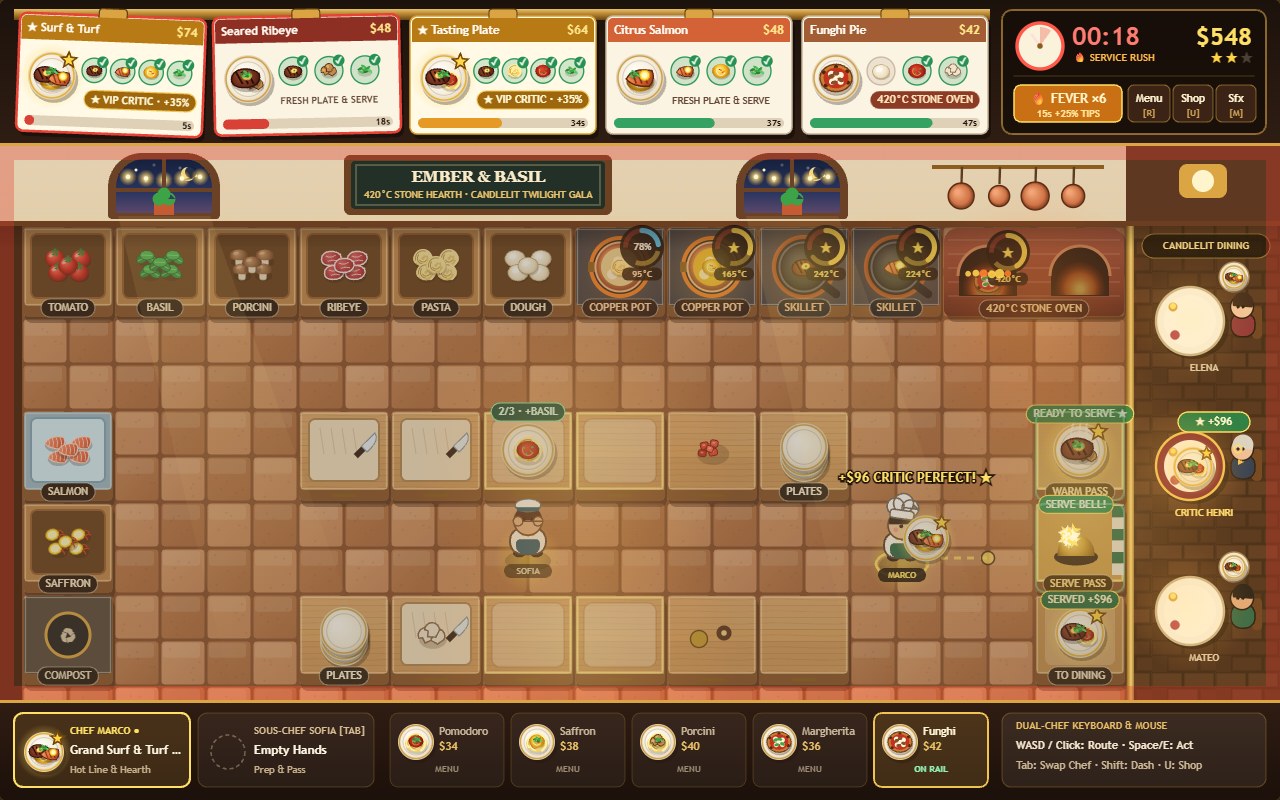 ★ Surf & Turf $74
★ VIP CRITIC • +35%
5s
Seared Ribeye $48
FRESH PLATE & SERVE
18s
★ Tasting Plate $64
★ VIP CRITIC • +35%
34s
Citrus Salmon $48
FRESH PLATE & SERVE
37s
Funghi Pie $42
420°C STONE OVEN
47s
00:18
🔥 SERVICE RUSH
$548
★★★
🔥 FEVER ×6
15s +25% TIPS
Menu
[R]
Shop
[U]
Sfx
[M]
EMBER & BASIL
420°C STONE HEARTH • CANDLELIT TWILIGHT GALA
CANDLELIT DINING
78%
95°C
165°C
242°C
224°C
420°C
TOMATO
BASIL
PORCINI
RIBEYE
PASTA
DOUGH
COPPER POT
COPPER POT
SKILLET
SKILLET
420°C STONE OVEN
ELENA
2/3 • +BASIL
READY TO SERVE ★
★ +$96
SALMON
PLATES
+$96 CRITIC PERFECT! ★
WARM PASS
SERVE BELL!
CRITIC HENRI
SOFIA
MARCO
SAFFRON
SERVE PASS
SERVED +$96
COMPOST
PLATES
TO DINING
MATEO
CHEF MARCO ●
Grand Surf & Turf ...
Hot Line & Hearth
SOUS-CHEF SOFIA [TAB]
Empty Hands
Prep & Pass
Pomodoro
$34
MENU
Saffron
$38
MENU
Porcini
$40
MENU
Margherita
$36
MENU
Funghi
$42
ON RAIL
DUAL-CHEF KEYBOARD & MOUSE
WASD / Click: Route • Space/E: Act
Tab: Swap Chef • Shift: Dash • U: Shop